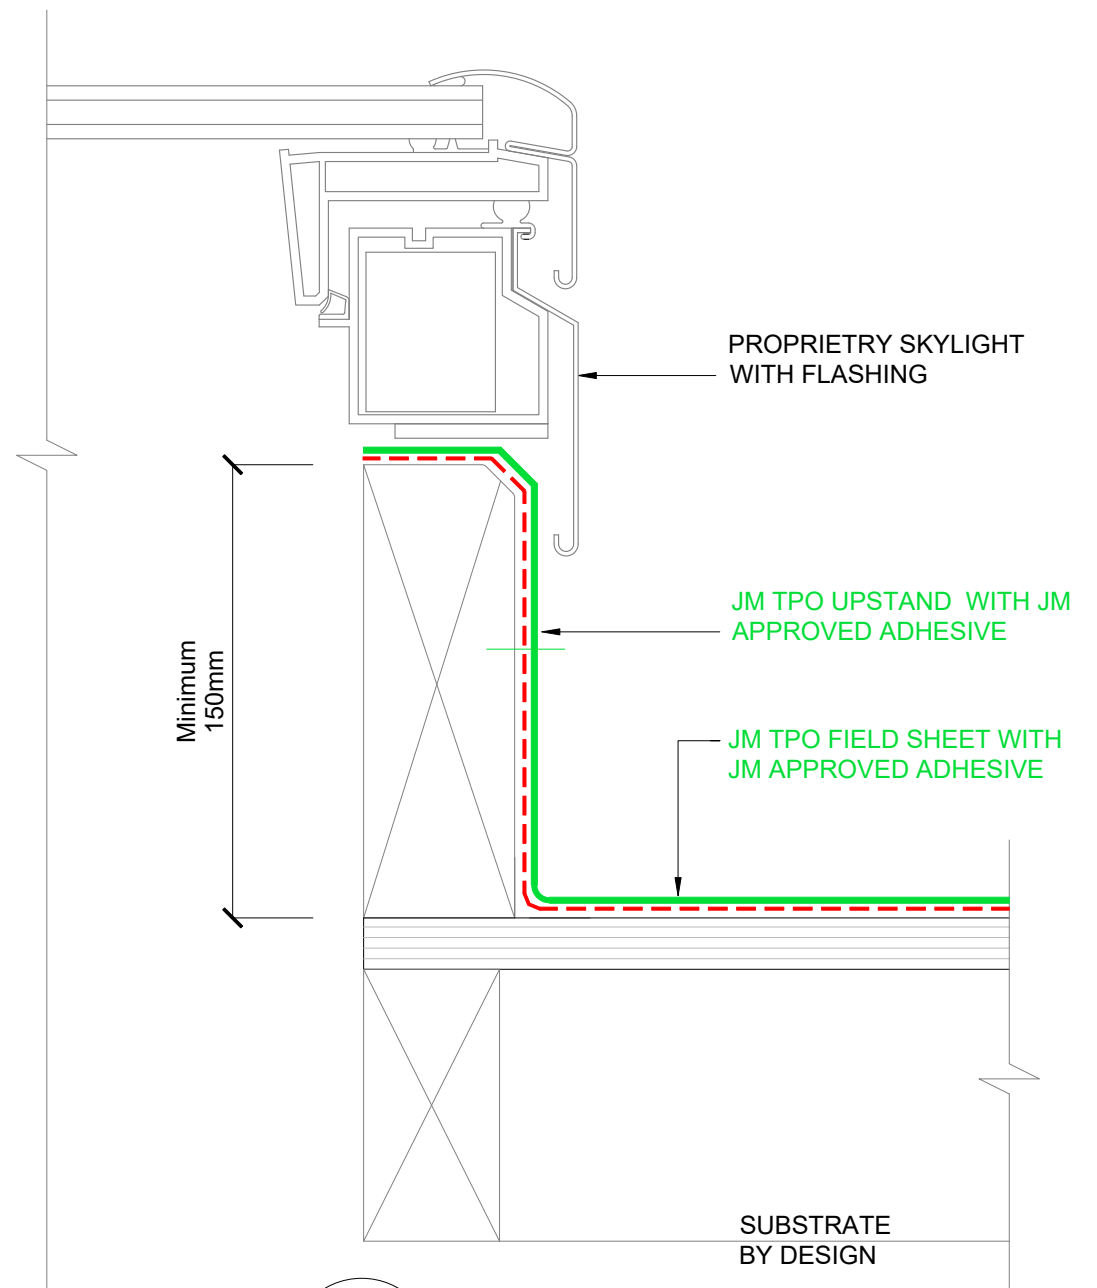 PROPRIETRY SKYLIGHT
WITH FLASHING
Minimum
150mm
JM TPO UPSTAND WITH JM
APPROVED ADHESIVE
JM TPO FIELD SHEET WITH
JM APPROVED ADHESIVE
SUBSTRATE
BY DESIGN